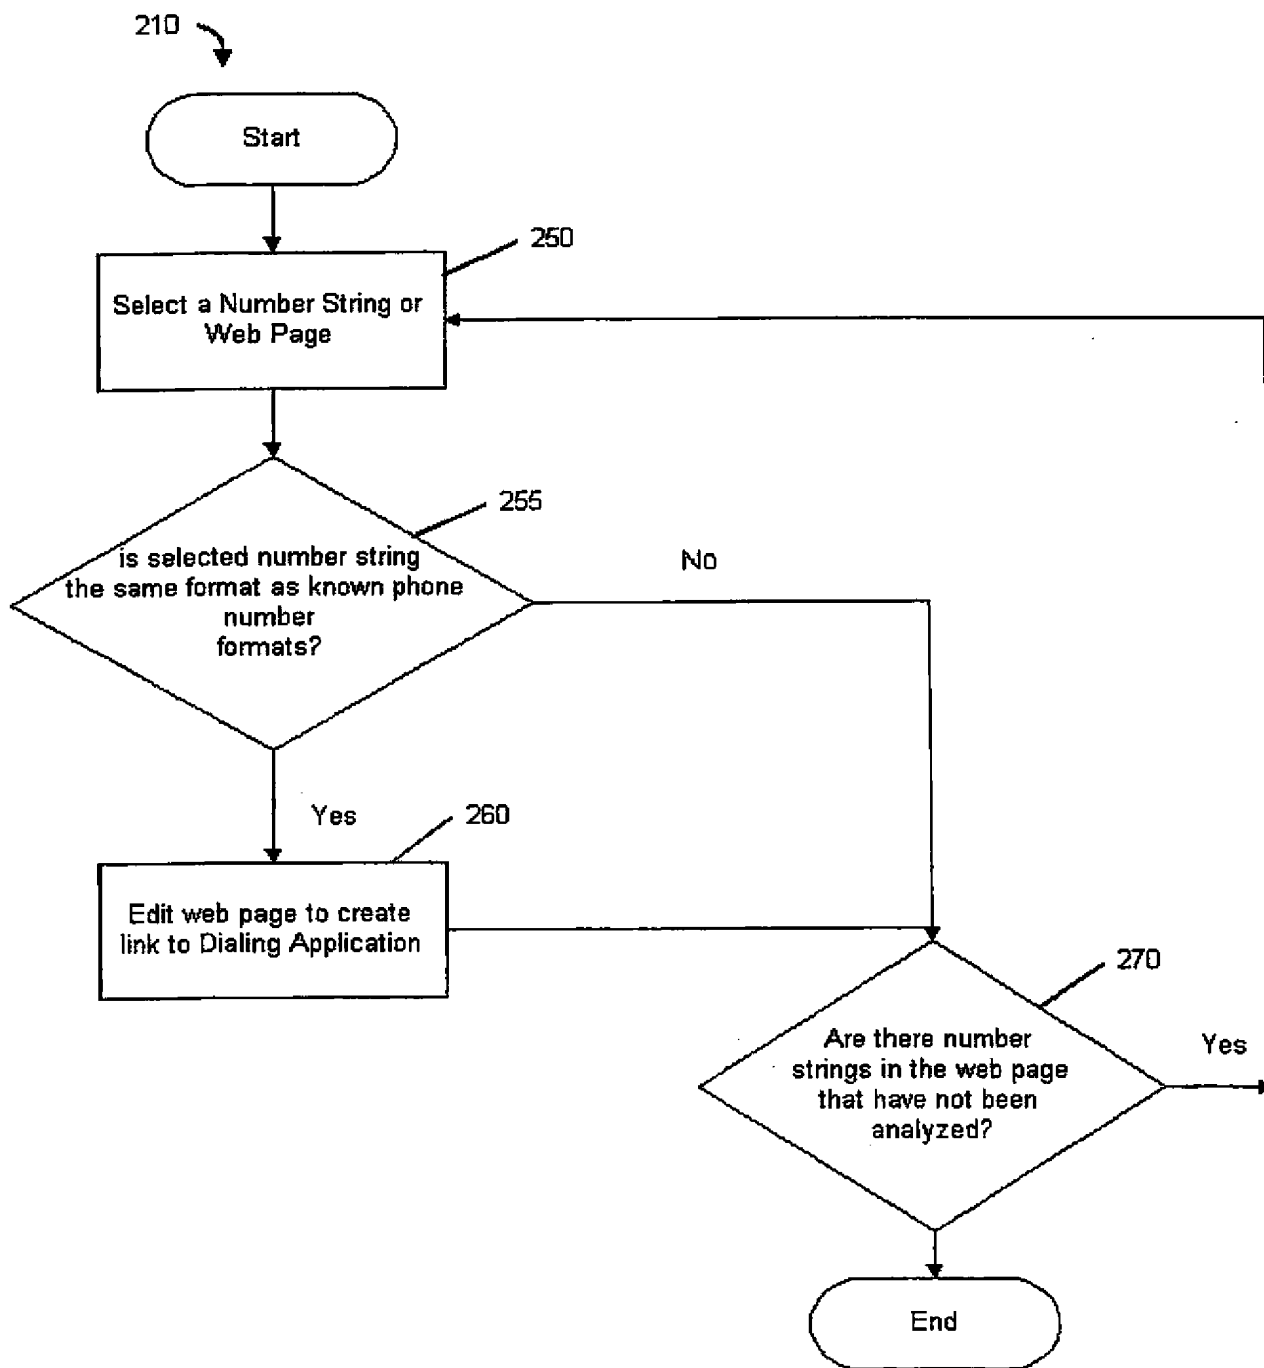 210
Start
250
Select a Number String or
Web Page
255
is selected number string
the same format as known phone
number
formats?
No
Yes
260
Edit web page to create
link to Dialing Application
270
Are there number
strings in the web page
that have not been
analyzed?
Yes
End